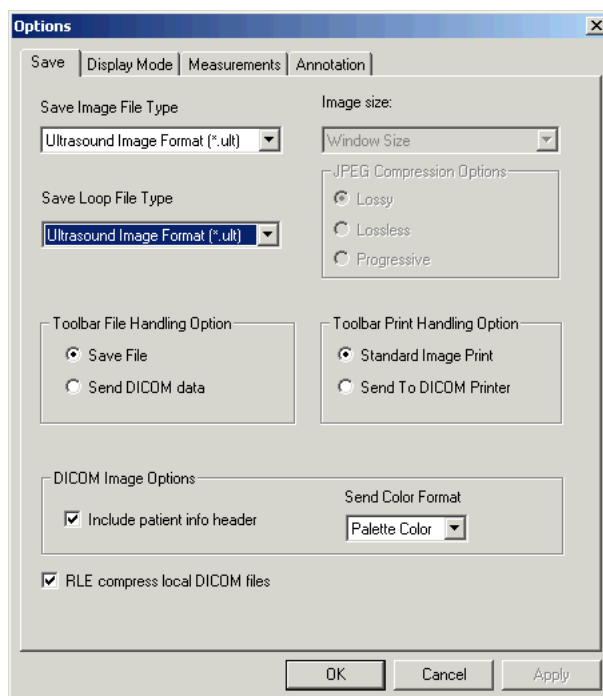 Options
Save
Display Mode
Measurements
Annotation
Save Image File Type
Ultrasound Image Format (*.ult)
Image size:
Window Size
JPEG Compression Options
Lossy
Lossless
Progressive
Save Loop File Type
Ultrasound Image Format (*.ult)
Toolbar File Handling Option
Save File
Send DICOM data
Toolbar Print Handling Option
Standard Image Print
Send To DICOM Printer
DICOM Image Options
Include patient info header
Send Color Format
Palette Color
RLE compress local DICOM files
OK
Cancel
Apply